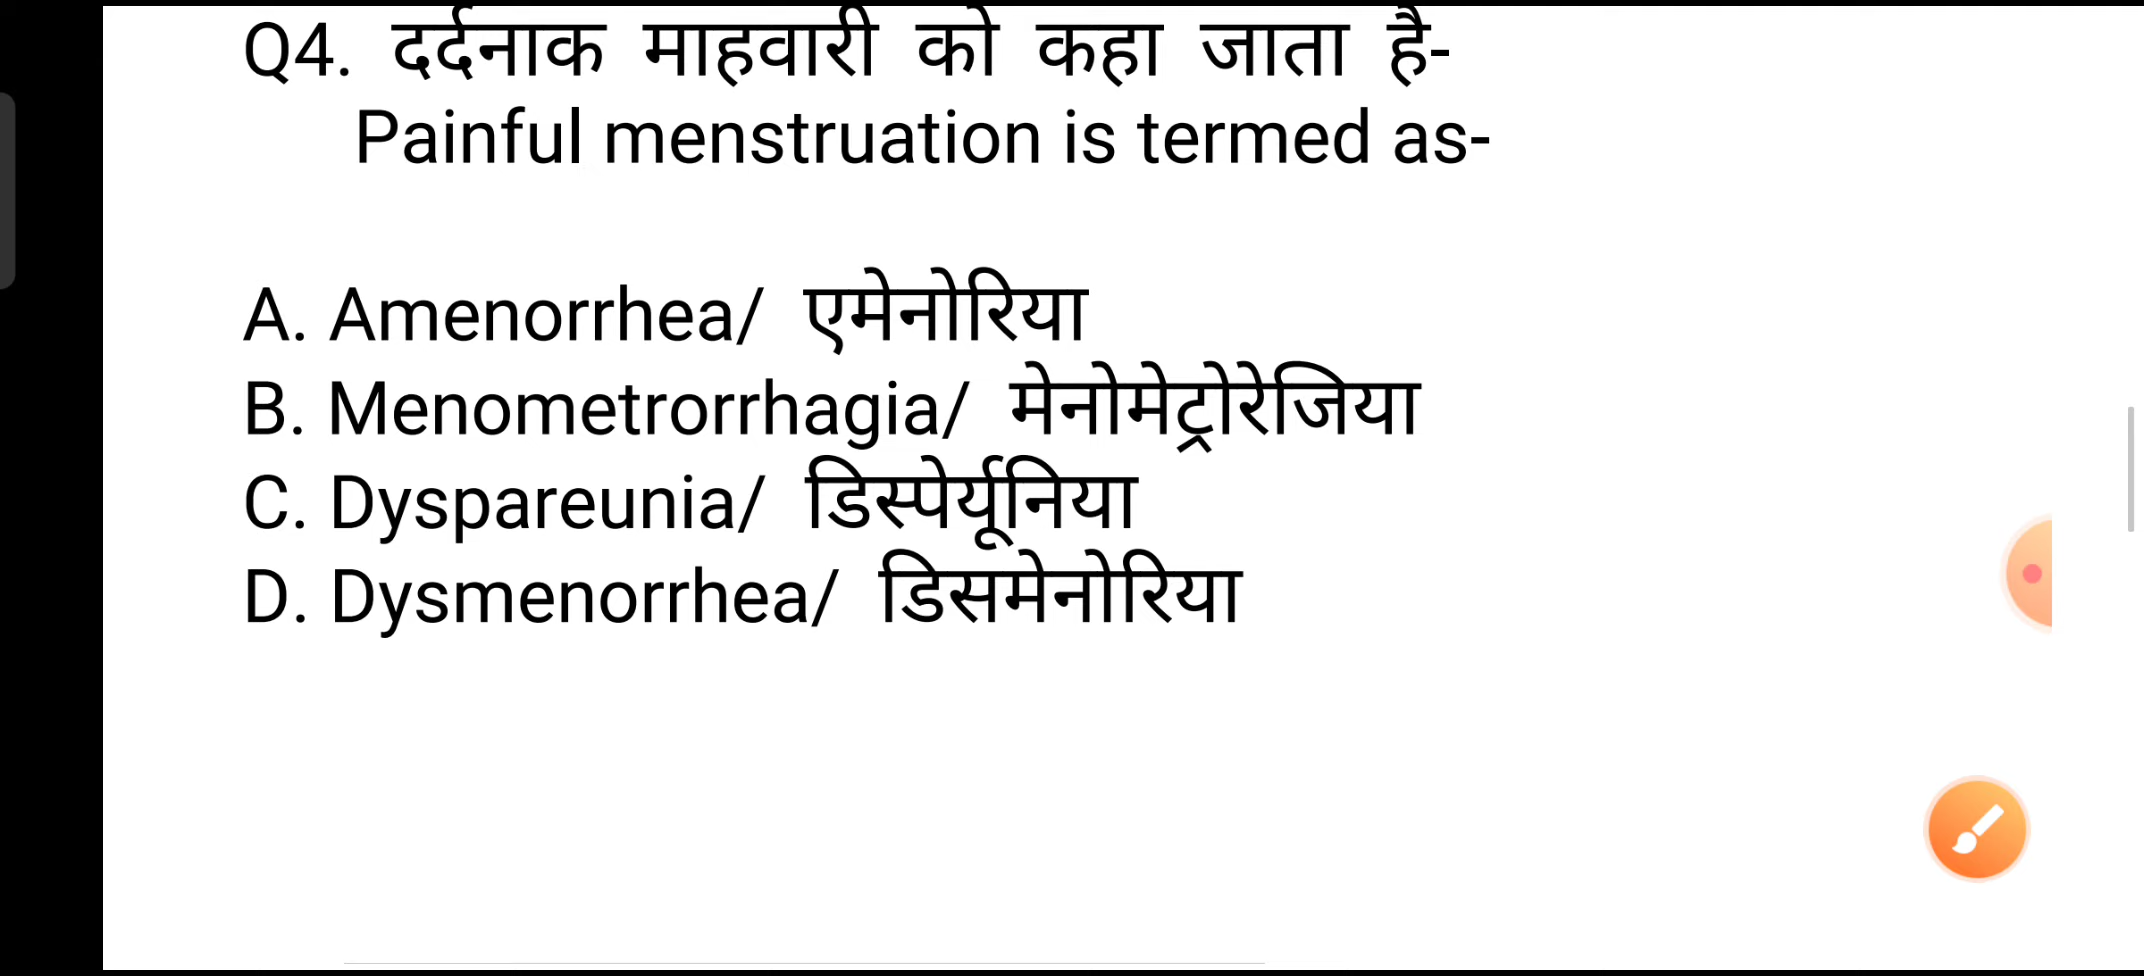 Q4. दर्दनाक माहवारी को कहा जाता है-
Painful menstruation is termed as-
A. Amenorrhea/ एमेनोरिया
B. Menometrorrhagia/ मेनोमेट्रोरेजिया
C. Dyspareunia/ डिस्पेर्यूनिया
D. Dysmenorrhea/ डिसमेनोरिया